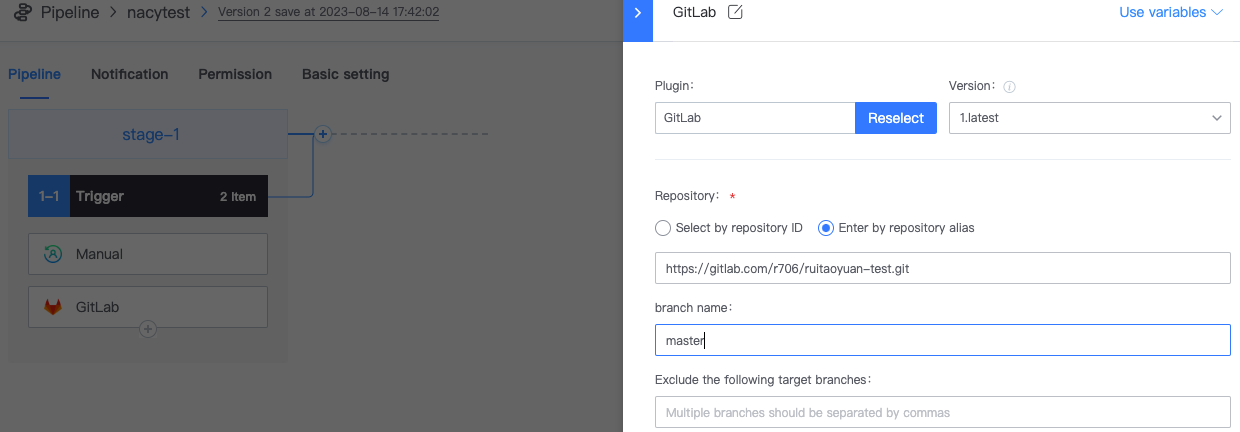 Pipeline > nacytest > Version 2 save at 2023-08-14 17:42:02
Pipeline Notification Permission Basic setting
stage-1
1-1 Trigger 2 Item
Manual
GitLab
GitLab Use variables
Plugin: Version:
GitLab Reselect 1.latest
Repository: *
Select by repository ID Enter by repository alias
https://gitlab.com/r706/ruitaoyuan-test.git
branch name:
master
Exclude the following target branches:
Multiple branches should be separated by commas